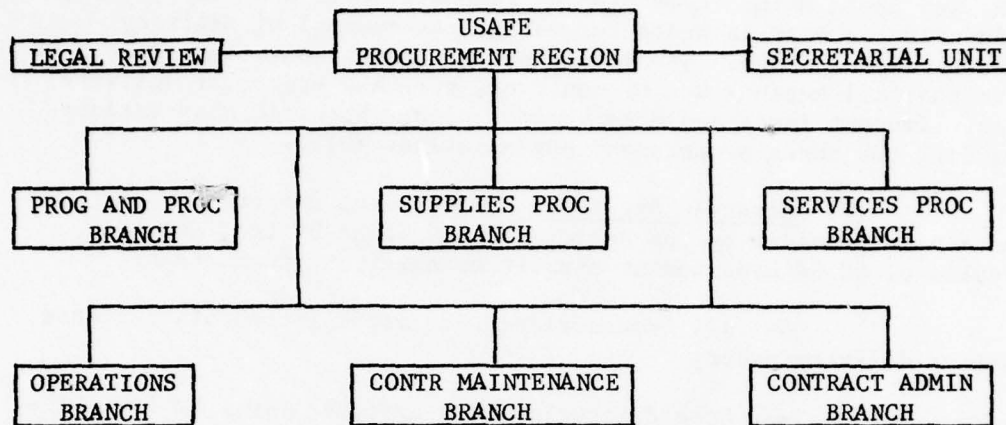 USAFE
PROCUREMENT REGION
LEGAL REVIEW
SECRETARIAL UNIT
PROG AND PROC
BRANCH
SUPPLIES PROC
BRANCH
SERVICES PROC
BRANCH
OPERATIONS
BRANCH
CONTR MAINTENANCE
BRANCH
CONTRACT ADMIN
BRANCH